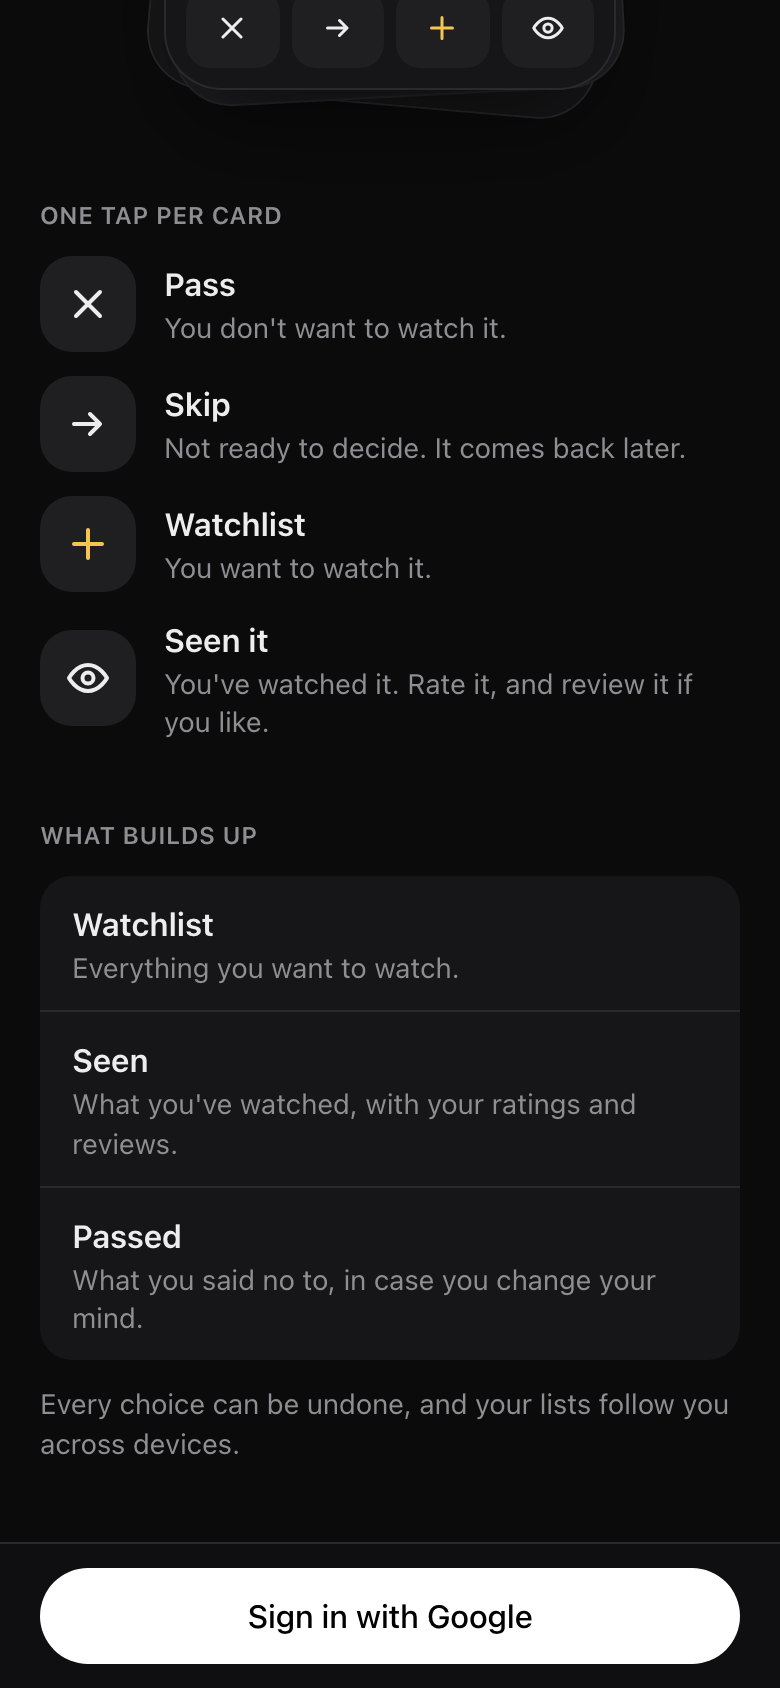 ONE TAP PER CARD
Pass
You don't want to watch it.
Skip
Not ready to decide. It comes back later.
Watchlist
You want to watch it.
Seen it
You've watched it. Rate it, and review it if
you like.
WHAT BUILDS UP
Watchlist
Everything you want to watch.
Seen
What you've watched, with your ratings and
reviews.
Passed
What you said no to, in case you change your
mind.
Every choice can be undone, and your lists follow you
across devices.
Sign in with Google